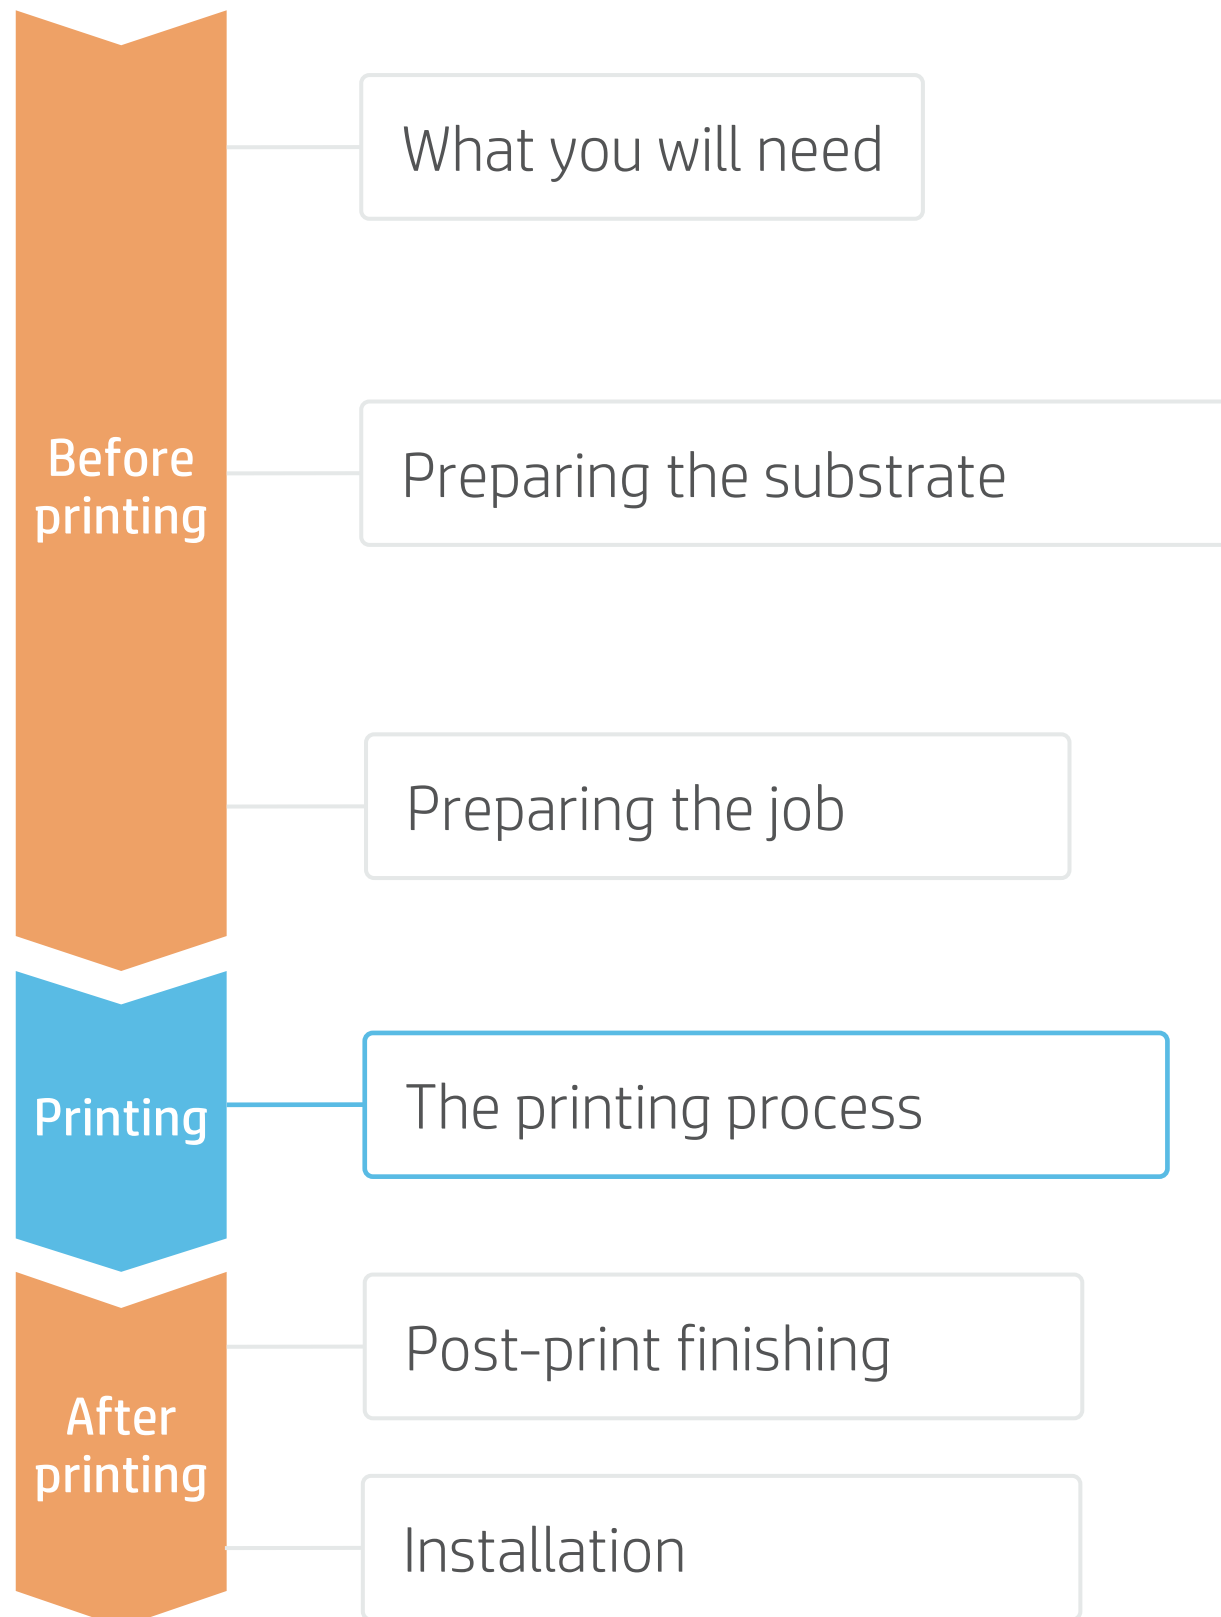 What you will need
Before
printing
Preparing the substrate
Preparing the job
Printing
The printing process
After
printing
Post-print finishing
Installation